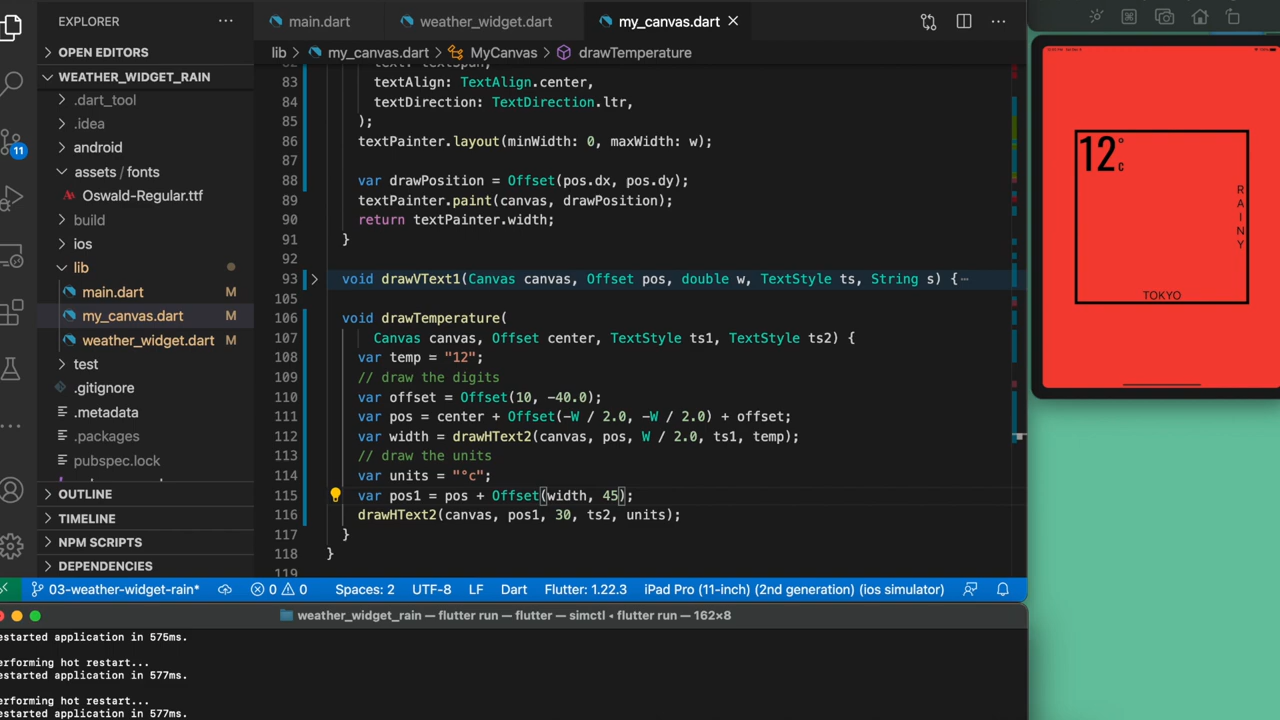 EXPLORER
main.dart
weather_widget.dart
my_canvas.dart
OPEN EDITORS
lib > my_canvas.dart > MyCanvas > drawTemperature
WEATHER_WIDGET_RAIN
.dart_tool
.idea
android
assets / fonts
Oswald-Regular.ttf
build
ios
lib
main.dart M
my_canvas.dart M
weather_widget.dart M
test
.gitignore
.metadata
.packages
pubspec.lock
OUTLINE
TIMELINE
NPM SCRIPTS
DEPENDENCIES
11
83 textAlign: TextAlign.center,
84 textDirection: TextDirection.ltr,
85 );
86 textPainter.layout(minWidth: 0, maxWidth: w);
87
88 var drawPosition = Offset(pos.dx, pos.dy);
89 textPainter.paint(canvas, drawPosition);
90 return textPainter.width;
91 }
92
93 void drawVText1(Canvas canvas, Offset pos, double w, TextStyle ts, String s) {⋯
105
106 void drawTemperature(
107 Canvas canvas, Offset center, TextStyle ts1, TextStyle ts2) {
108 var temp = "12";
109 // draw the digits
110 var offset = Offset(10, -40.0);
111 var pos = center + Offset(-W / 2.0, -W / 2.0) + offset;
112 var width = drawHText2(canvas, pos, W / 2.0, ts1, temp);
113 // draw the units
114 var units = "°c";
115 var pos1 = pos + Offset(width, 45);
116 drawHText2(canvas, pos1, 30, ts2, units);
117 }
118 }
119
03-weather-widget-rain* 0 0 Spaces: 2 UTF-8 LF Dart Flutter: 1.22.3 iPad Pro (11-inch) (2nd generation) (ios simulator)
weather_widget_rain — flutter run — flutter — simctl ◂ flutter run — 162×8
estarted application in 575ms.
erforming hot restart...
estarted application in 577ms.
erforming hot restart...
estarted application in 577ms.
12°c
RAINY
TOKYO